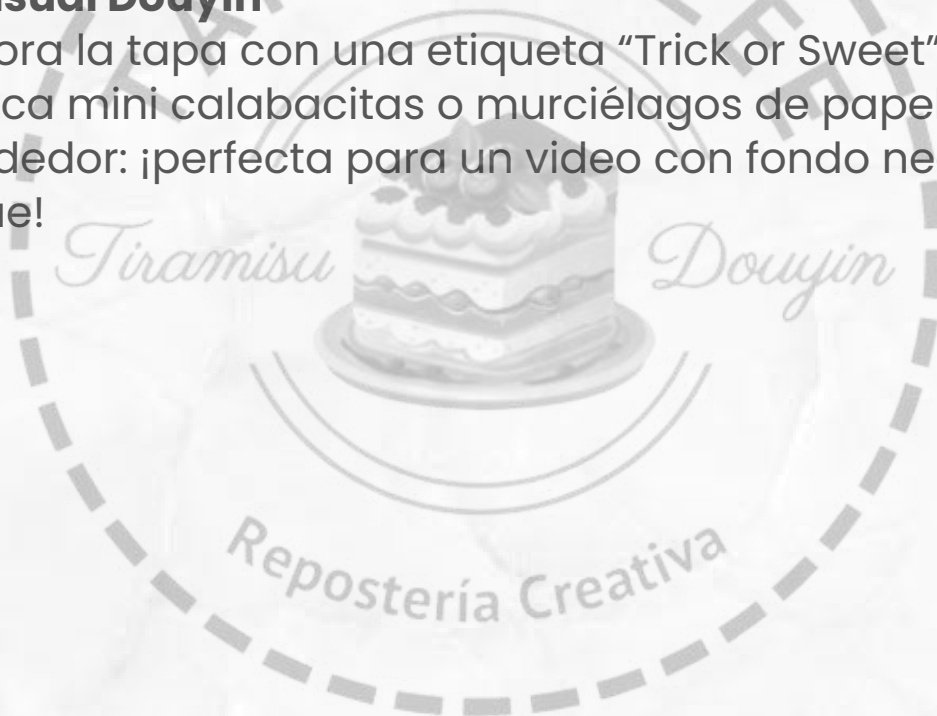 isual Douyin
ora la tapa con una etiqueta “Trick or Sweet”
ca mini calabacitas o murciélagos de pape
dedor: ¡perfecta para un video con fondo ne
ue!
Tiramisu Douyin
Repostería Creativa